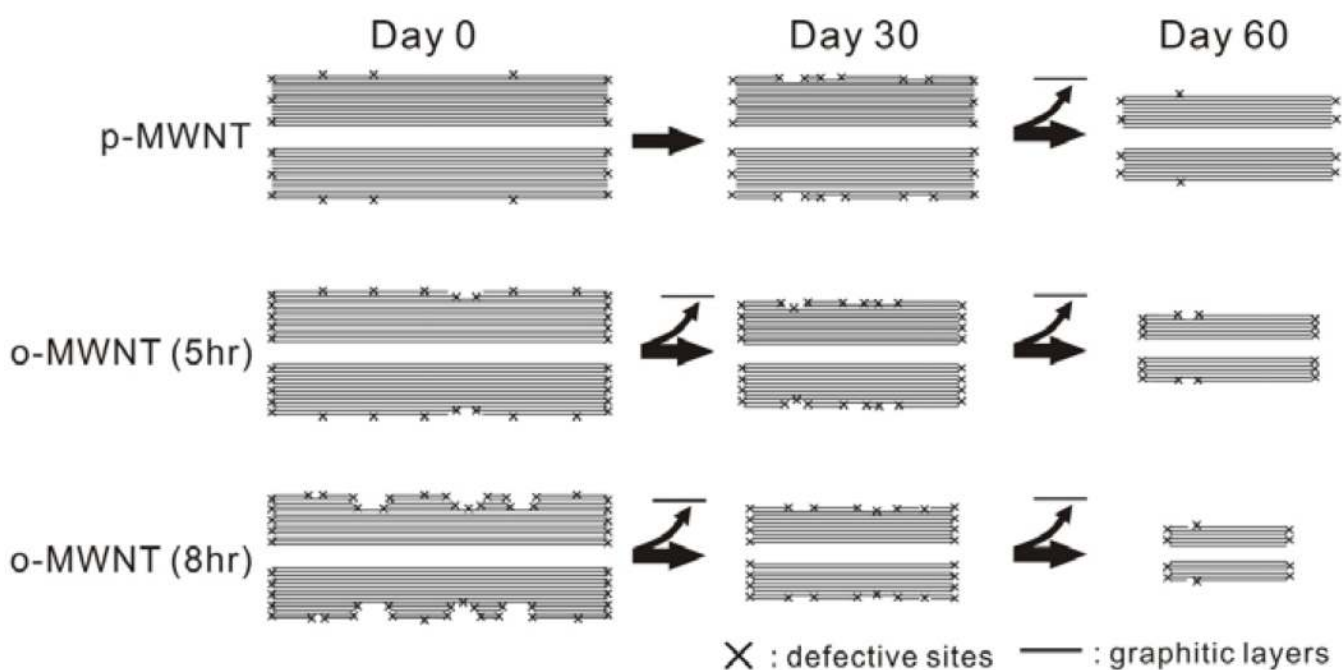 Day 0 Day 30 Day 60
p-MWNT
o-MWNT (5hr)
o-MWNT (8hr)
X : defective sites — : graphitic layers